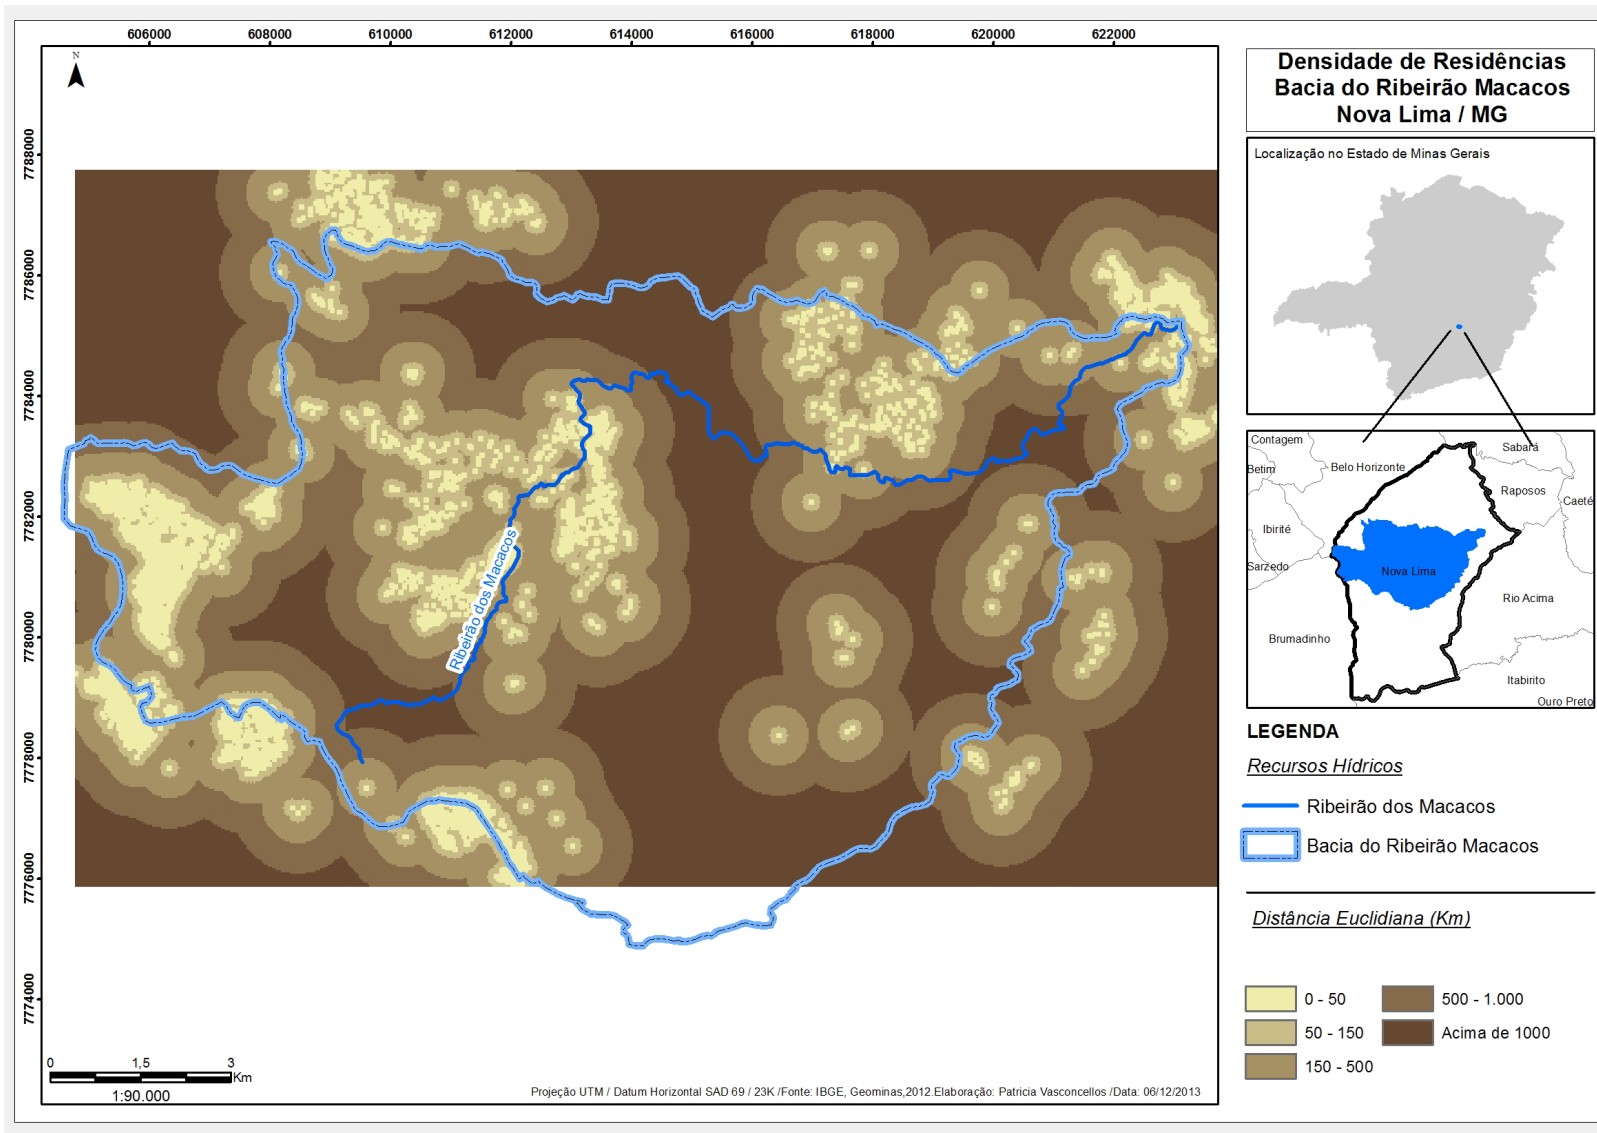 606000 608000 610000 612000 614000 616000 618000 620000 622000
N
7788000
7786000
7784000
7782000
7780000
7778000
7776000
7774000
Ribeirão dos Macacos
0 1,5 3
Km
1:90.000
Projeção UTM / Datum Horizontal SAD 69 / 23K /Fonte: IBGE, Geominas,2012.Elaboração: Patricia Vasconcellos /Data: 06/12/2013
Densidade de Residências
Bacia do Ribeirão Macacos
Nova Lima / MG
Localização no Estado de Minas Gerais
Contagem
Sabará
Betim
Belo Horizonte
Raposos
Caeté
Ibirité
Sarzedo
Nova Lima
Rio Acima
Brumadinho
Itabirito
Ouro Preto
LEGENDA
Recursos Hídricos
Ribeirão dos Macacos
Bacia do Ribeirão Macacos
Distância Euclidiana (Km)
0 - 50
500 - 1.000
50 - 150
Acima de 1000
150 - 500